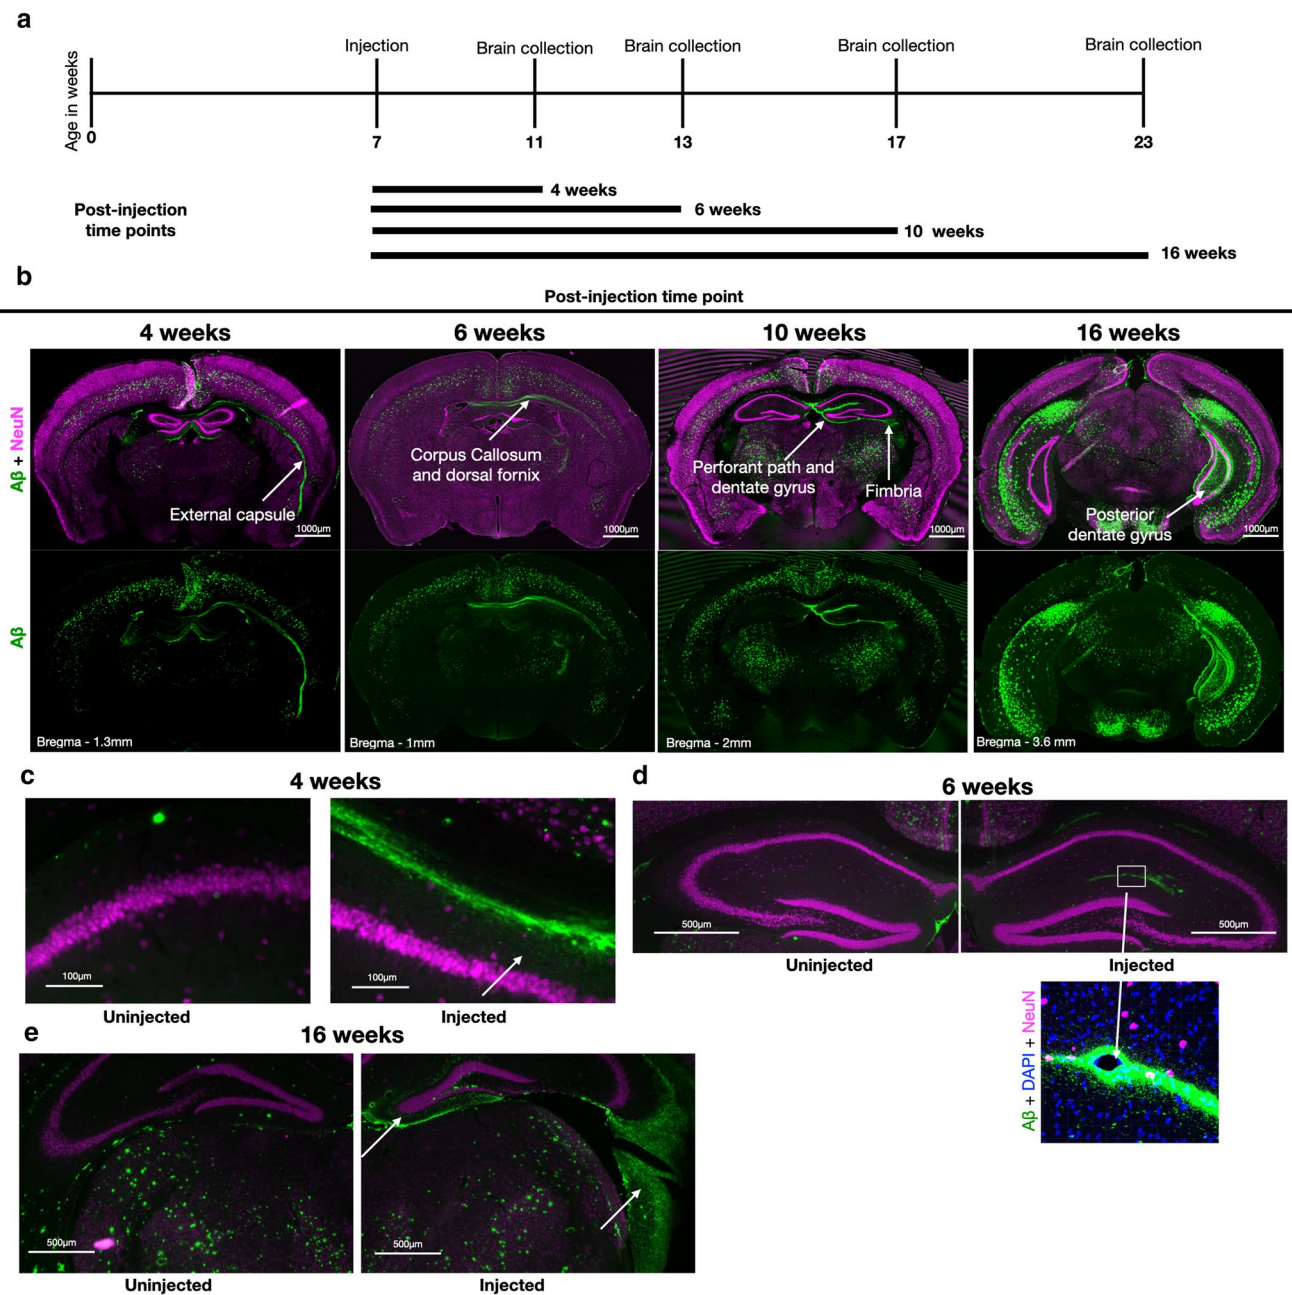 a
Injection
Brain collection
Brain collection
Brain collection
Brain collection
Age in weeks
0
7
11
13
17
23
Post-injection
time points
4 weeks
6 weeks
10 weeks
16 weeks
b
Post-injection time point
4 weeks
6 weeks
10 weeks
16 weeks
Aβ + NeuN
External capsule
1000µm
Corpus Callosum
and dorsal fornix
1000µm
Perforant path and
dentate gyrus
Fimbria
1000µm
Posterior
dentate gyrus
1000µm
Aβ
Bregma - 1.3mm
Bregma - 1mm
Bregma - 2mm
Bregma - 3.6 mm
c
4 weeks
100µm
100µm
Uninjected
Injected
d
6 weeks
500µm
500µm
Uninjected
Injected
Aβ + DAPI + NeuN
e
16 weeks
500µm
500µm
Uninjected
Injected